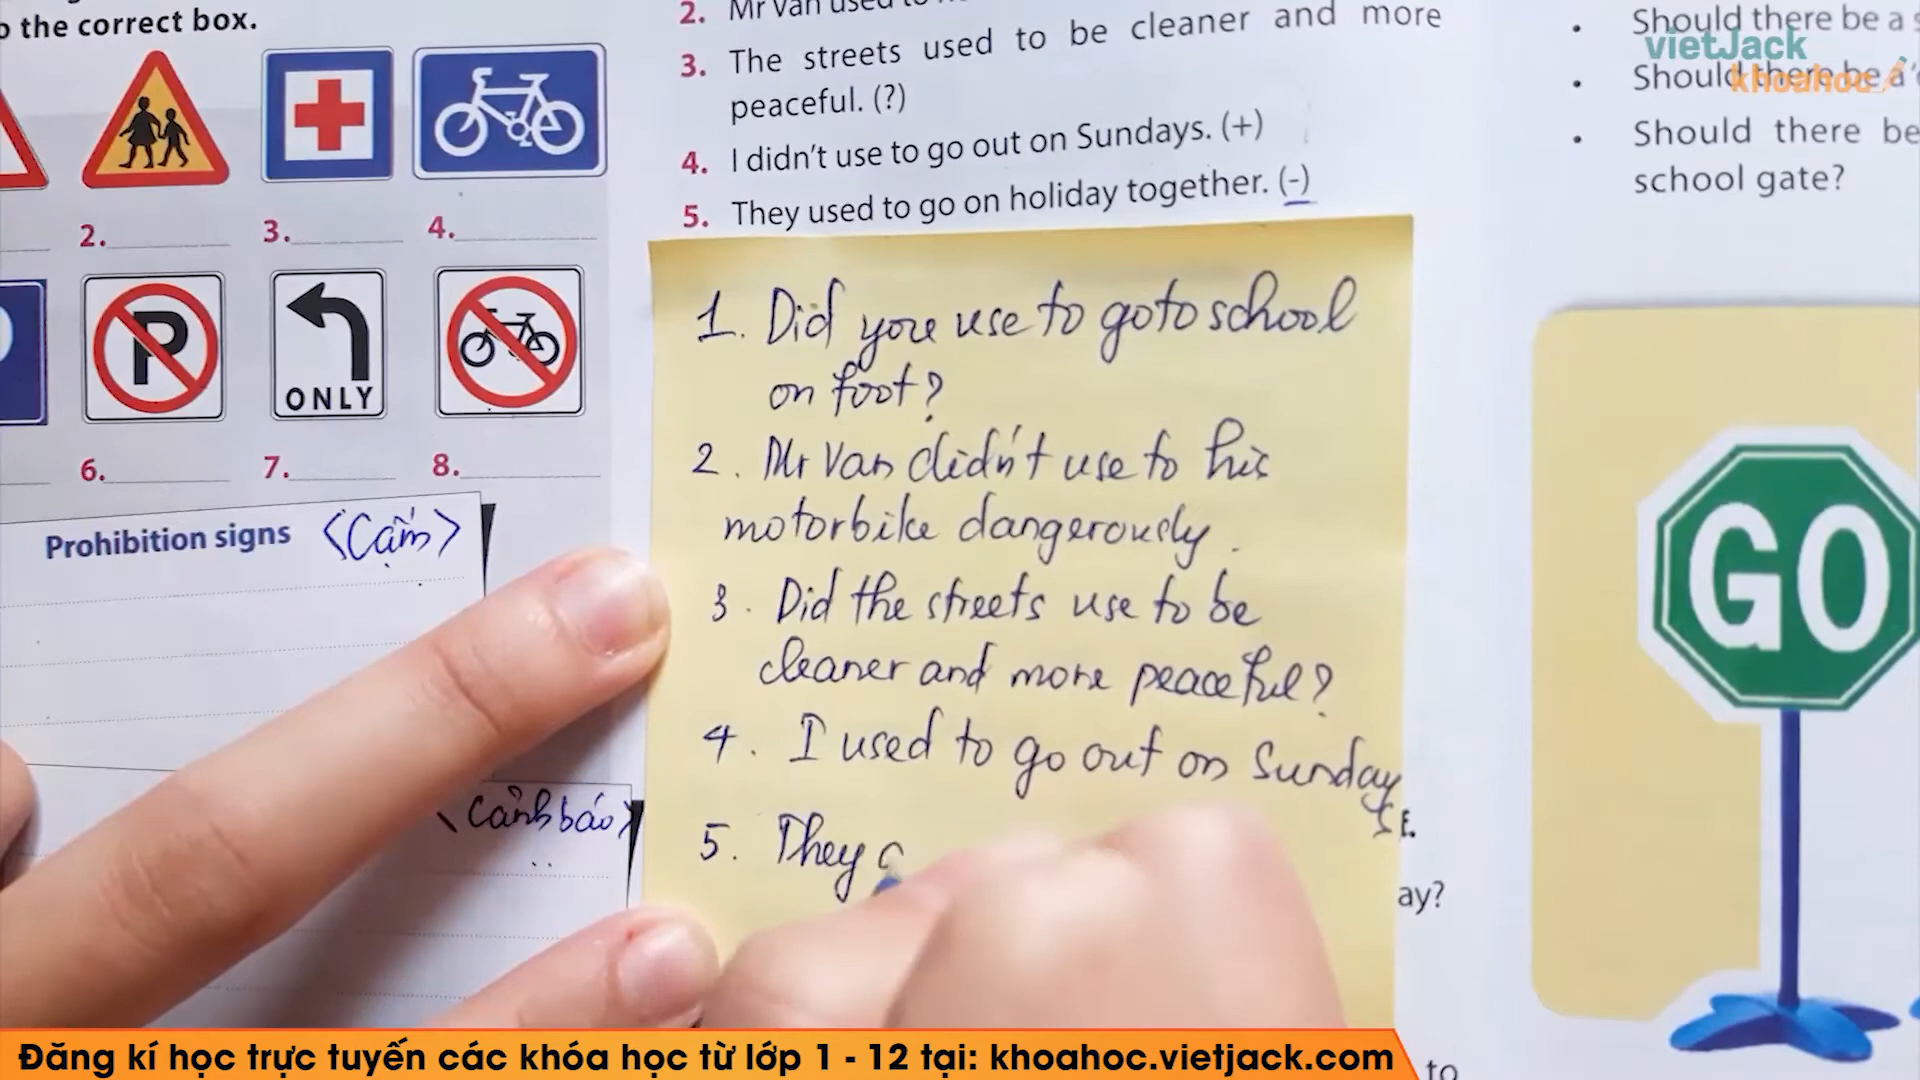 o the correct box.
2.
3.
4.
P
ONLY
6.
7.
8.
Prohibition signs <Cấm>
<Cảnh báo>
2. Mr Van used to
3. The streets used to be cleaner and more
peaceful. (?)
4. I didn't use to go out on Sundays. (+)
5. They used to go on holiday together. (-)
1. Did you use to go to school
on foot?
2. Mr Van didn't use to his
motorbike dangerously.
3. Did the streets use to be
cleaner and more peaceful?
4. I used to go out on Sundays
5. They
E.
ay?
to
• Should there be a
• Should there be a
• Should there be
school gate?
vietJack
khoahoc
GO
Đăng kí học trực tuyến các khóa học từ lớp 1 - 12 tại: khoahoc.vietjack.com